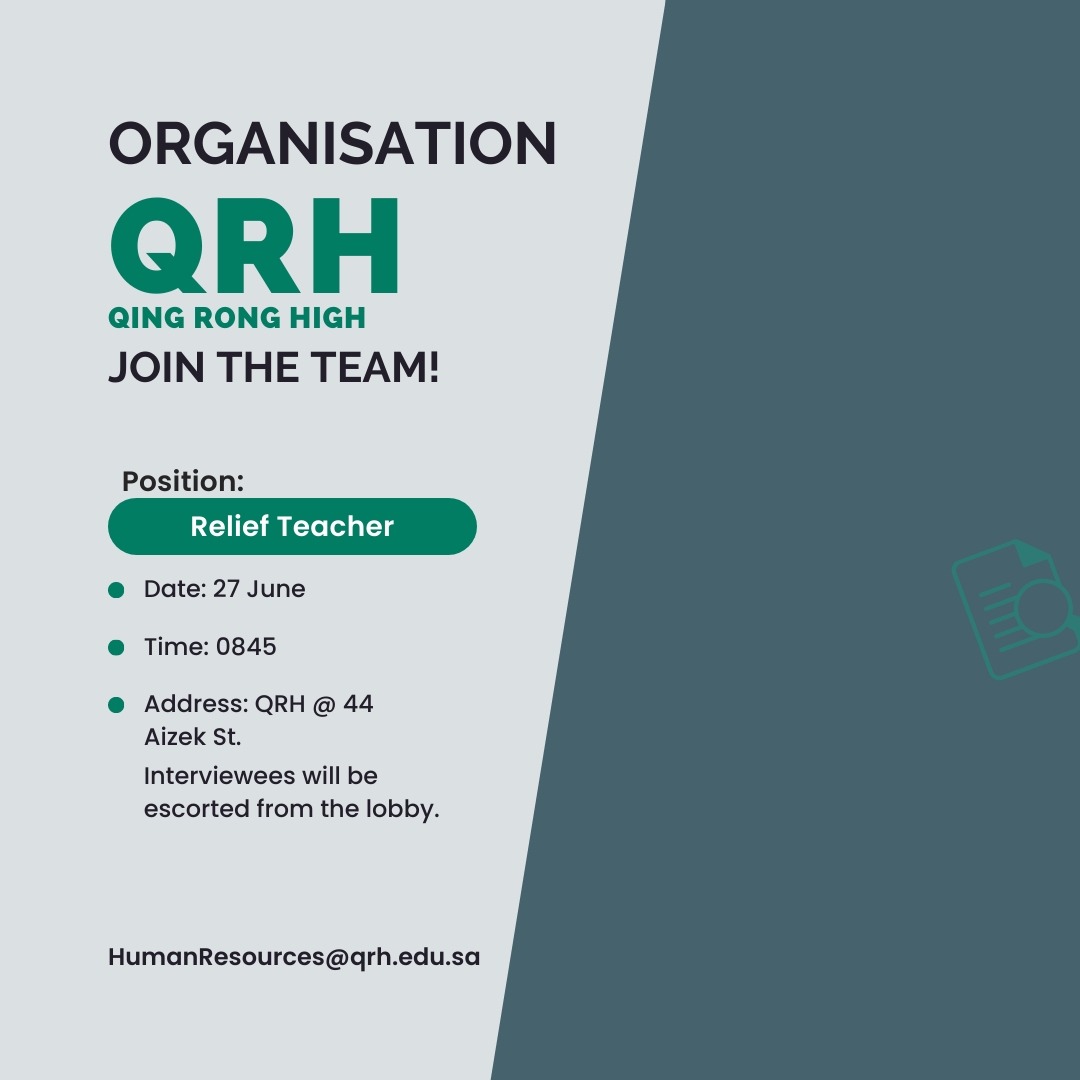 ORGANISATION
QRH
QING RONG HIGH
JOIN THE TEAM!
Position:
Relief Teacher
Date: 27 June
Time: 0845
Address: QRH @ 44
Aizek St.
Interviewees will be
escorted from the lobby.
HumanResources@qrh.edu.sa